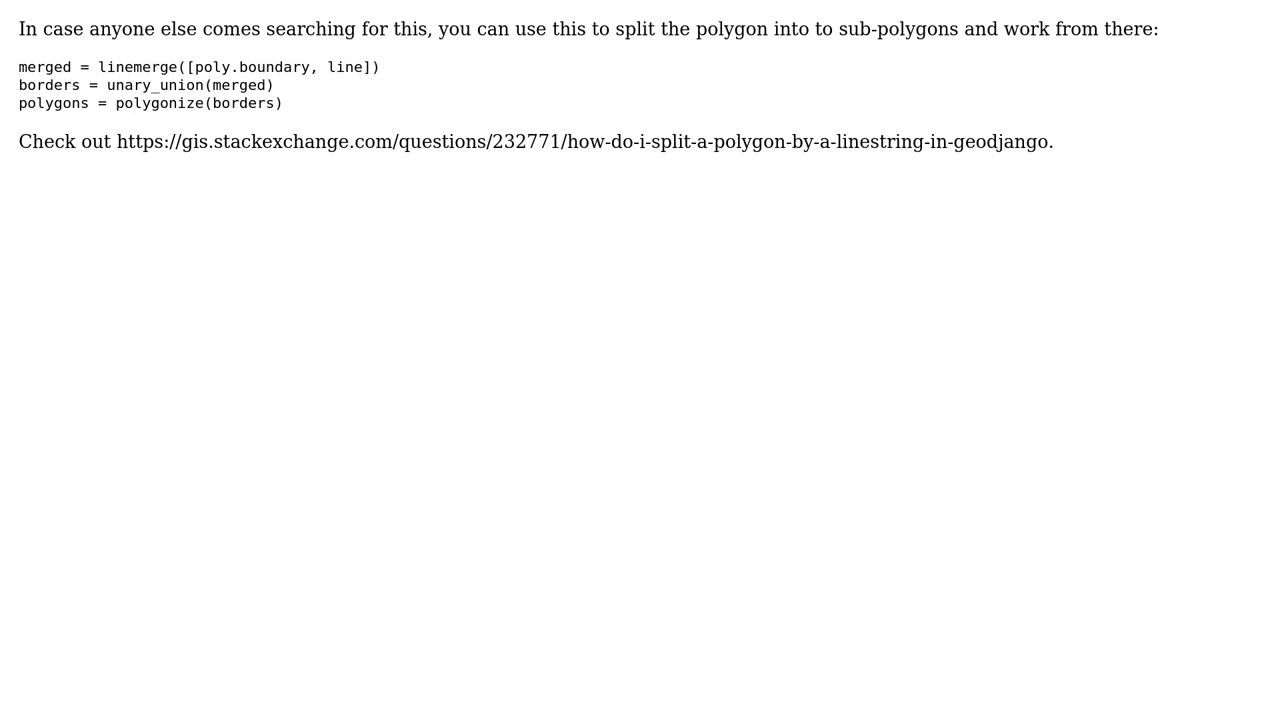 In case anyone else comes searching for this, you can use this to split the polygon into to sub-polygons and work from there:
merged = linemerge([poly.boundary, line])
borders = unary_union(merged)
polygons = polygonize(borders)
Check out https://gis.stackexchange.com/questions/232771/how-do-i-split-a-polygon-by-a-linestring-in-geodjango.